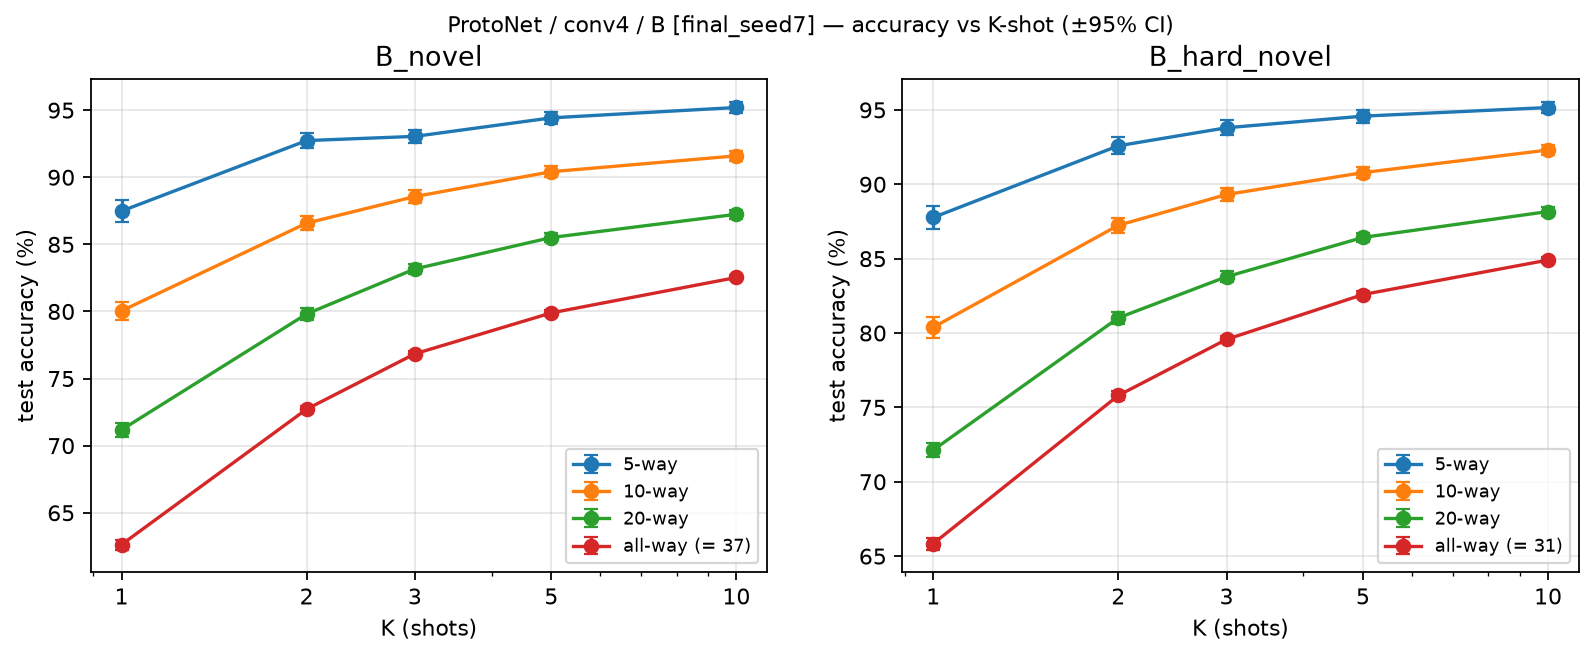 ProtoNet / conv4 / B [final_seed7] — accuracy vs K-shot (±95% CI)
B_novel
test accuracy (%)
95
90
85
80
75
70
65
1 2 3 5 10
K (shots)
5-way
10-way
20-way
all-way (= 37)
B_hard_novel
test accuracy (%)
95
90
85
80
75
70
65
1 2 3 5 10
K (shots)
5-way
10-way
20-way
all-way (= 31)